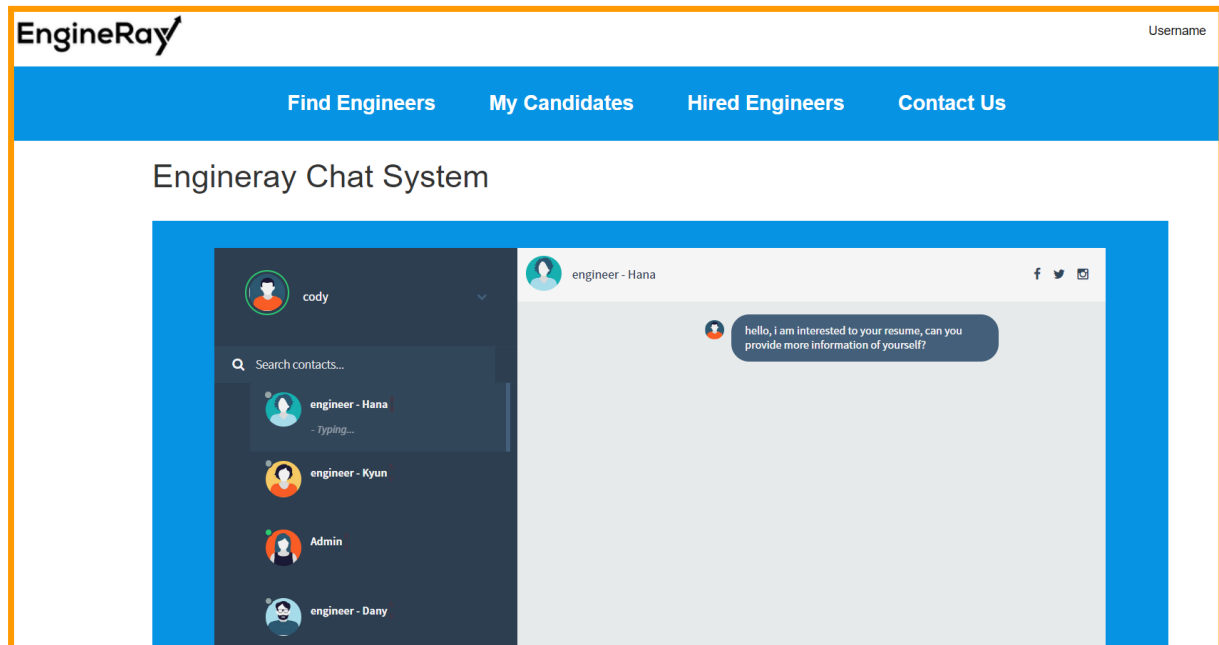 EngineRay
Username
Find Engineers My Candidates Hired Engineers Contact Us
Engineray Chat System
cody
Search contacts...
engineer - Hana
- Typing...
engineer - Kyun
Admin
engineer - Dany
engineer - Hana
hello, i am interested to your resume, can you
provide more information of yourself?